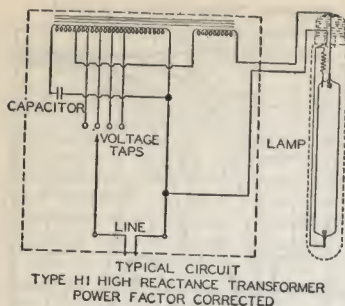 CAPACITOR
VOLTAGE
TAPS
LAMP
LINE
TYPICAL CIRCUIT
TYPE H1 HIGH REACTANCE TRANSFORMER
POWER FACTOR CORRECTED